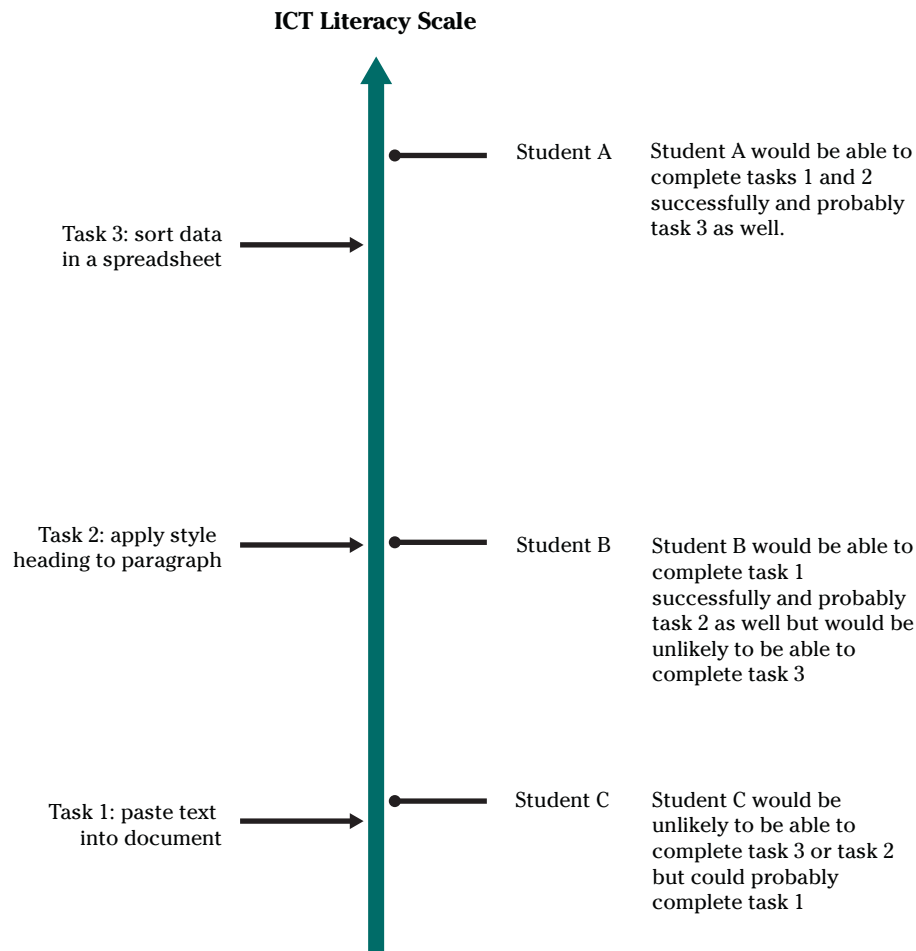 ICT Literacy Scale
Student A
Student A would be able to
complete tasks 1 and 2
successfully and probably
task 3 as well.
Task 3: sort data
in a spreadsheet
Task 2: apply style
heading to paragraph
Student B
Student B would be able to
complete task 1
successfully and probably
task 2 as well but would be
unlikely to be able to
complete task 3
Task 1: paste text
into document
Student C
Student C would be
unlikely to be able to
complete task 3 or task 2
but could probably
complete task 1